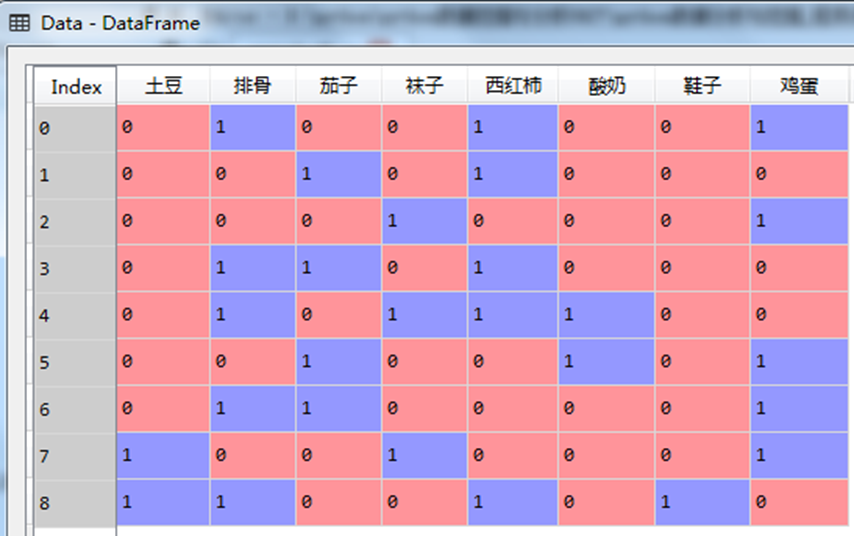 Data - DataFrame
Index 土豆 排骨 茄子 袜子 西红柿 酸奶 鞋子 鸡蛋
0 0 1 0 0 1 0 0 1
1 0 0 1 0 1 0 0 0
2 0 0 0 1 0 0 0 1
3 0 1 1 0 1 0 0 0
4 0 1 0 1 1 1 0 0
5 0 0 1 0 0 1 0 1
6 0 1 1 0 0 0 0 1
7 1 0 0 1 0 0 0 1
8 1 1 0 0 1 0 1 0